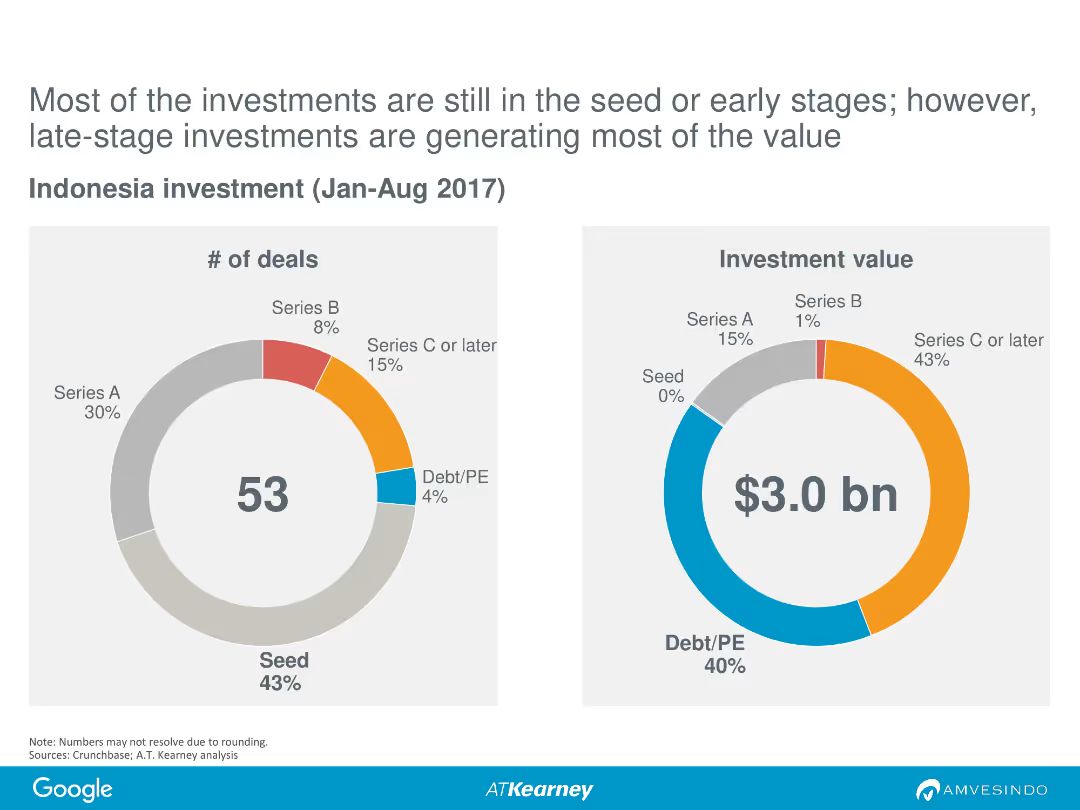 Most of the investments are still in the seed or early stages; however,
late-stage investments are generating most of the value
Indonesia investment (Jan-Aug 2017)
# of deals
Series B
8%
Series C or later
15%
Series A
30%
Debt/PE
4%
53
Seed
43%
Investment value
Series B
1%
Series A
15%
Series C or later
43%
Seed
0%
$3.0 bn
Debt/PE
40%
Note: Numbers may not resolve due to rounding.
Sources: Crunchbase; A.T. Kearney analysis
Google
ATKearney
AMVESINDO